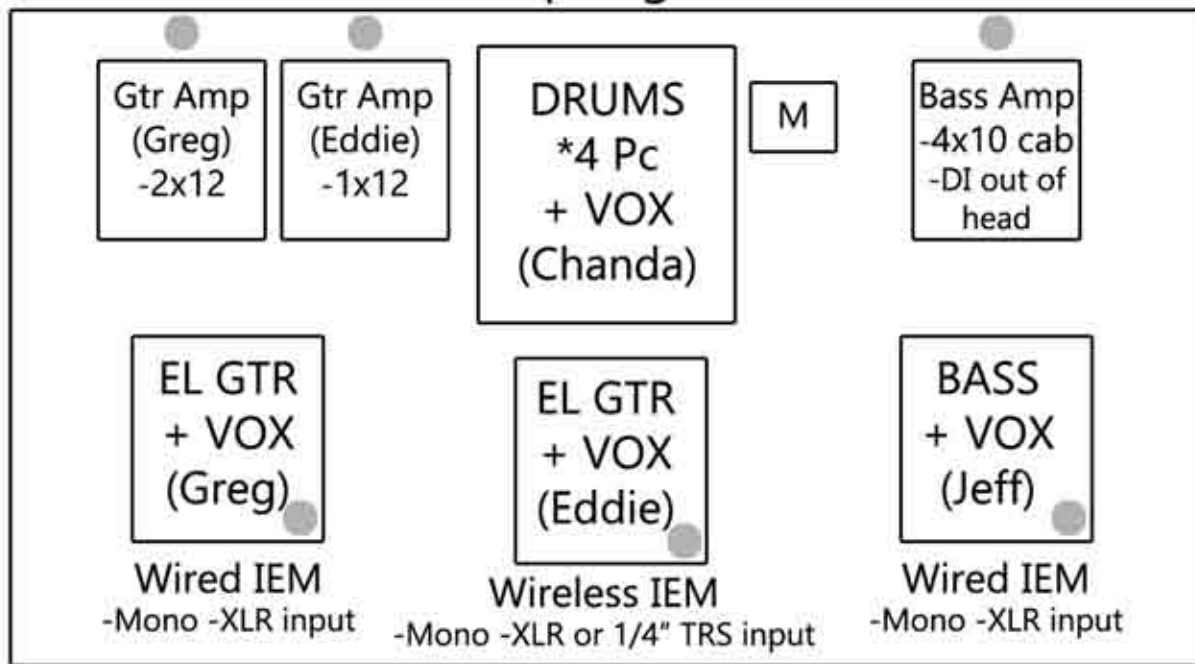 Gtr Amp
(Greg)
-2x12
Gtr Amp
(Eddie)
-1x12
DRUMS
*4 Pc
+ VOX
(Chanda)
M
Bass Amp
-4x10 cab
-DI out of
head
EL GTR
+ VOX
(Greg)
Wired IEM
-Mono -XLR input
EL GTR
+ VOX
(Eddie)
Wireless IEM
-Mono -XLR or 1/4" TRS input
BASS
+ VOX
(Jeff)
Wired IEM
-Mono -XLR input